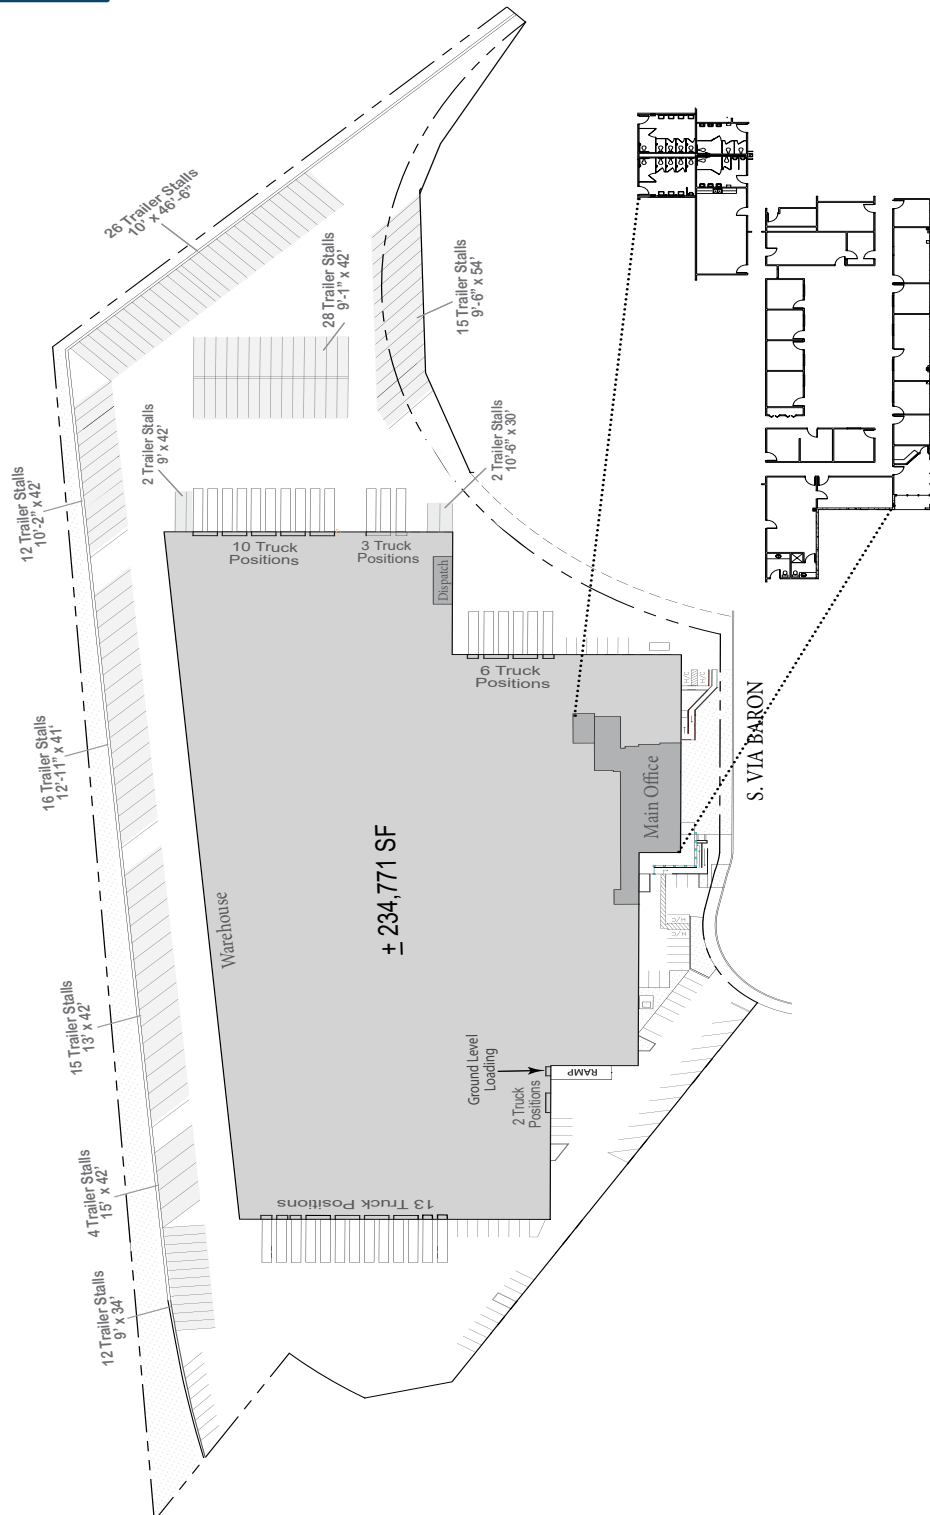 26 Trailer Stalls
10' x 46'-6"
28 Trailer Stalls
9'-1" x 42'
15 Trailer Stalls
9'-6" x 54'
2 Trailer Stalls
9' x 42'
2 Trailer Stalls
10'-6" x 30'
12 Trailer Stalls
10'-2" x 42'
10 Truck
Positions
3 Truck
Positions
Dispatch
6 Truck
Positions
H/C
H/C
16 Trailer Stalls
12'-11" x 41'
S. VIA BARON
Main Office
± 234,771 SF
Warehouse
H/C
H/C
15 Trailer Stalls
13' x 42'
Ground Level
Loading
RAMP
2 Truck
Positions
4 Trailer Stalls
15' x 42'
13 Truck Positions
12 Trailer Stalls
9' x 34'